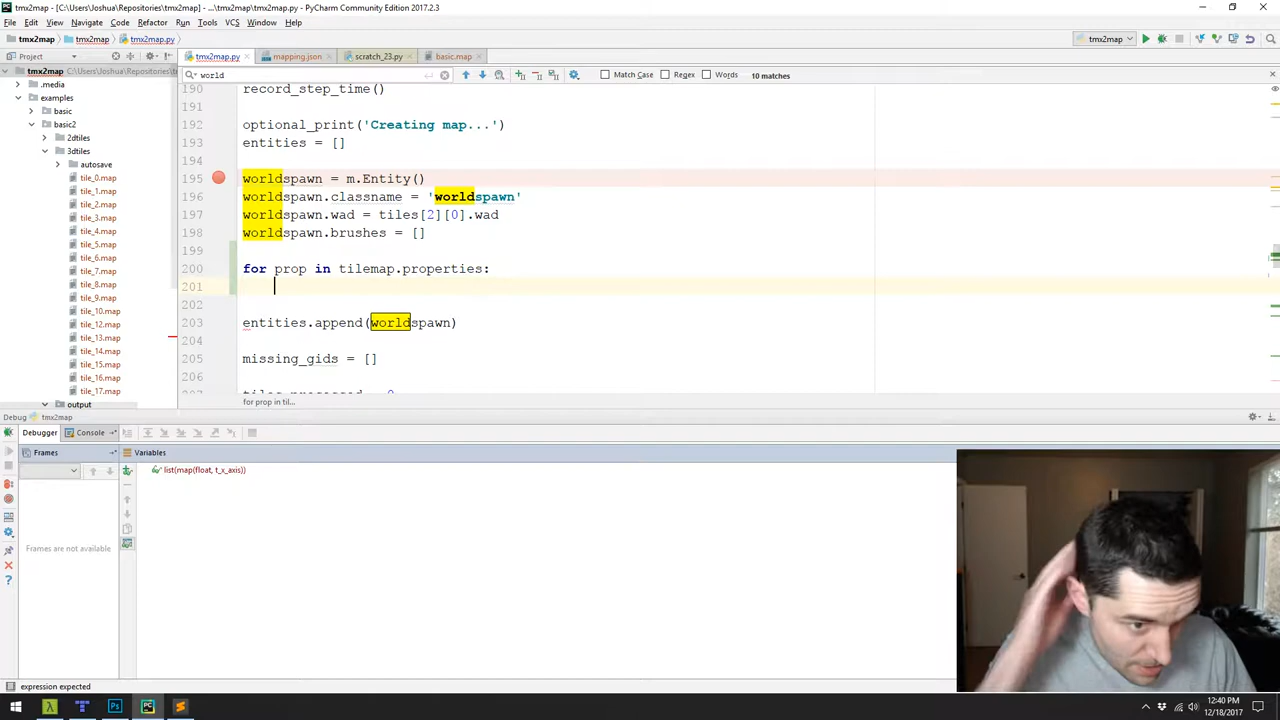 tmx2map - [C:\Users\Joshua\Repositories\tmx2map] - ...\tmx2map.py - PyCharm Community Edition 2017.2.3
File Edit View Navigate Code Refactor Run Tools VCS Window Help
tmx2map tmx2map tmx2map.py tmx2map
Project tmx2map.py mapping.json scratch_23.py basic.map
tmx2map C:\Users\Joshua\Repositories\tmx2map world Match Case Regex Words 10 matches
.media
examples
basic
basic2
2dtiles
3dtiles
autosave
tile_0.map
tile_1.map
tile_2.map
tile_3.map
tile_4.map
tile_5.map
tile_6.map
tile_7.map
tile_8.map
tile_9.map
tile_10.map
tile_12.map
tile_13.map
tile_14.map
tile_15.map
tile_16.map
tile_17.map
output
190 record_step_time()
191
192 optional_print('Creating map...')
193 entities = []
194
195 worldspawn = m.Entity()
196 worldspawn.classname = 'worldspawn'
197 worldspawn.wad = tiles[2][0].wad
198 worldspawn.brushes = []
199
200 for prop in tilemap.properties:
201
202
203 entities.append(worldspawn)
204
205 missing_gids = []
206
for prop in til...
Debug tmx2map
Debugger Console
Frames Variables
list(map(float, t_x_axis))
Frames are not available
expression expected
12:40 PM
12/18/2017